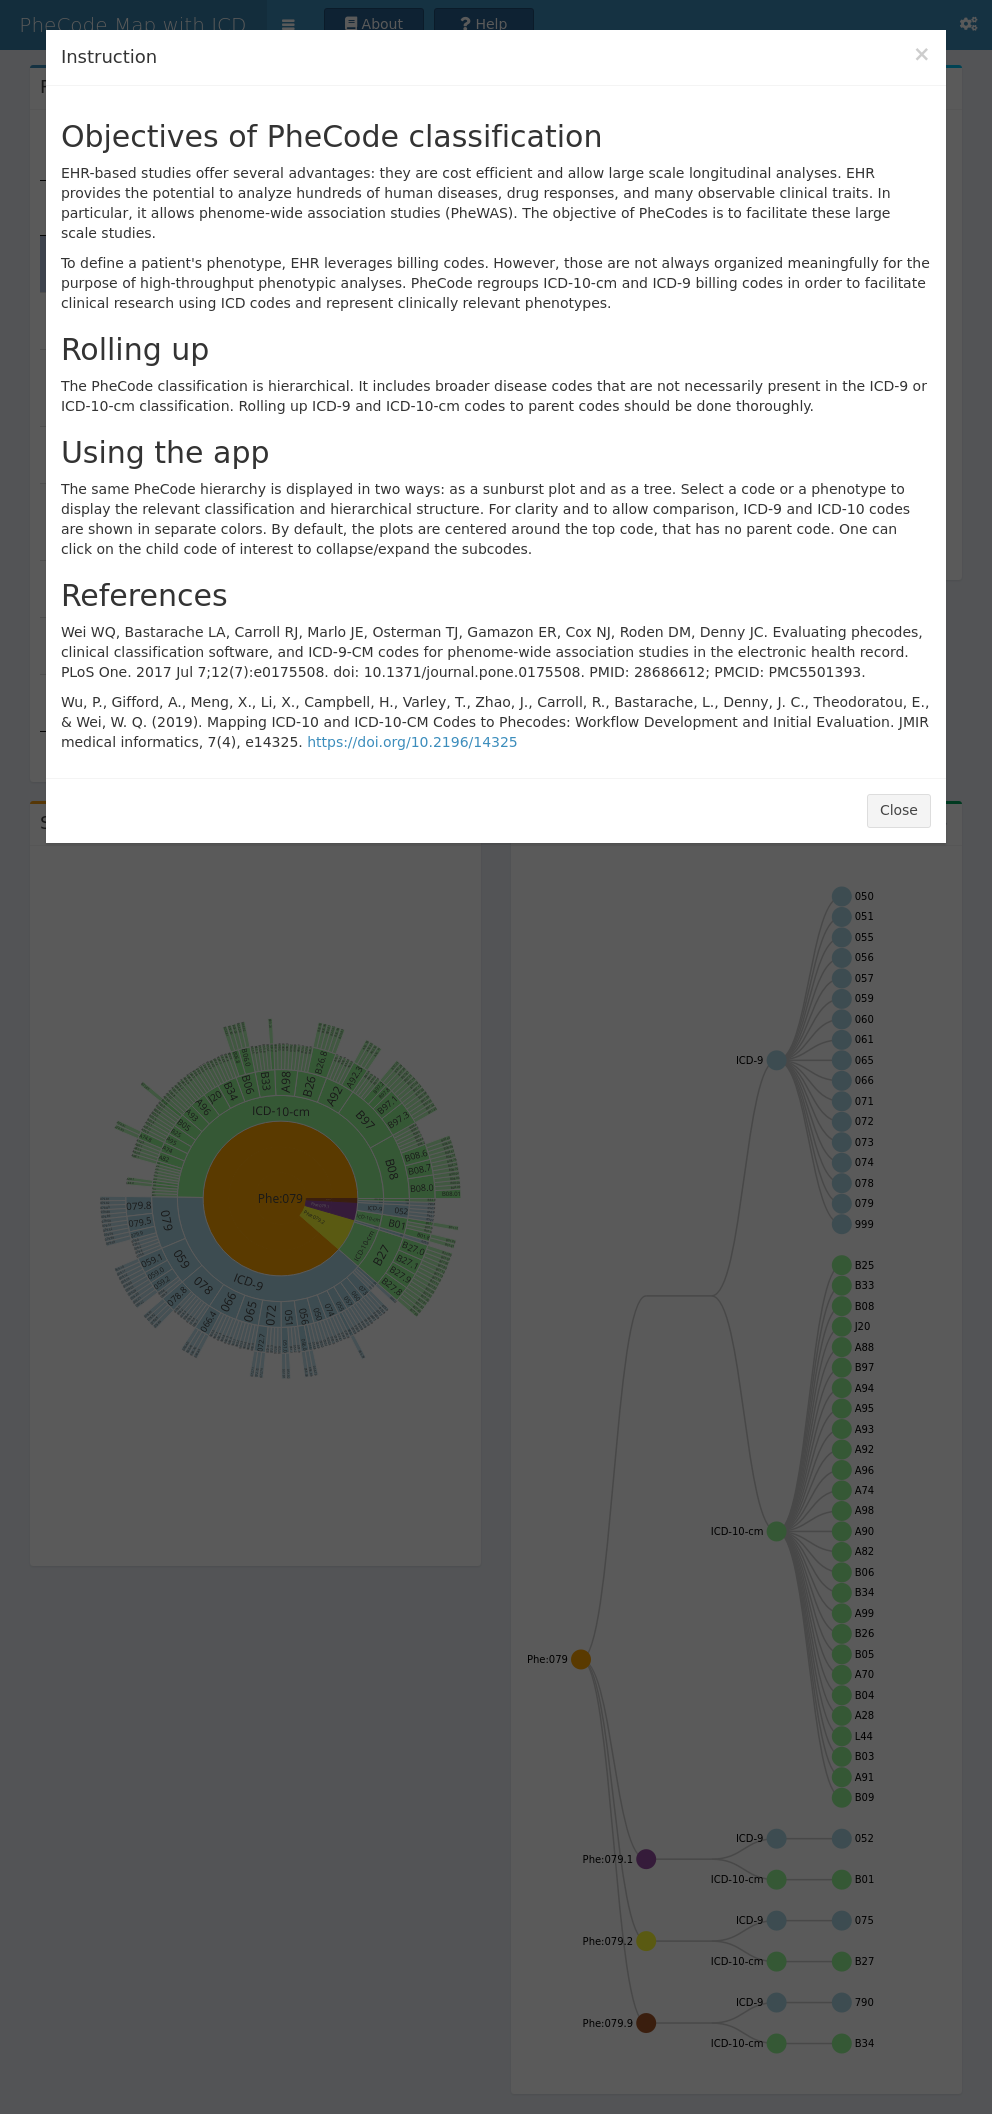 PheCode Map with ICD
About
Help
Instruction
×
Objectives of PheCode classification
EHR-based studies offer several advantages: they are cost efficient and allow large scale longitudinal analyses. EHR
provides the potential to analyze hundreds of human diseases, drug responses, and many observable clinical traits. In
particular, it allows phenome-wide association studies (PheWAS). The objective of PheCodes is to facilitate these large
scale studies.
To define a patient's phenotype, EHR leverages billing codes. However, those are not always organized meaningfully for the
purpose of high-throughput phenotypic analyses. PheCode regroups ICD-10-cm and ICD-9 billing codes in order to facilitate
clinical research using ICD codes and represent clinically relevant phenotypes.
Rolling up
The PheCode classification is hierarchical. It includes broader disease codes that are not necessarily present in the ICD-9 or
ICD-10-cm classification. Rolling up ICD-9 and ICD-10-cm codes to parent codes should be done thoroughly.
Using the app
The same PheCode hierarchy is displayed in two ways: as a sunburst plot and as a tree. Select a code or a phenotype to
display the relevant classification and hierarchical structure. For clarity and to allow comparison, ICD-9 and ICD-10 codes
are shown in separate colors. By default, the plots are centered around the top code, that has no parent code. One can
click on the child code of interest to collapse/expand the subcodes.
References
Wei WQ, Bastarache LA, Carroll RJ, Marlo JE, Osterman TJ, Gamazon ER, Cox NJ, Roden DM, Denny JC. Evaluating phecodes,
clinical classification software, and ICD-9-CM codes for phenome-wide association studies in the electronic health record.
PLoS One. 2017 Jul 7;12(7):e0175508. doi: 10.1371/journal.pone.0175508. PMID: 28686612; PMCID: PMC5501393.
Wu, P., Gifford, A., Meng, X., Li, X., Campbell, H., Varley, T., Zhao, J., Carroll, R., Bastarache, L., Denny, J. C., Theodoratou, E.,
& Wei, W. Q. (2019). Mapping ICD-10 and ICD-10-CM Codes to Phecodes: Workflow Development and Initial Evaluation. JMIR
medical informatics, 7(4), e14325. https://doi.org/10.2196/14325
Close
Phe:079
ICD-10-cm
J20
B34
B06
B33
A98
B26
A92
B97
B08
A96
A93
B05
B26.8
A92.3
B97.1
B97.3
B08.6
B08.7
B08.0
ICD-9
079
059
078
066
065
072
051
056
079.8
079.5
059.1
078.8
066.4
052
B01
ICD-10-cm
B27
B27.0
B27.1
B27.9
B27.8
050
051
055
056
057
059
060
061
ICD-9
065
066
071
072
073
074
078
079
999
B25
B33
B08
J20
A88
B97
A94
A95
A93
A92
A96
A74
A98
ICD-10-cm
A90
A82
B06
B34
A99
B26
B05
Phe:079
A70
B04
A28
L44
B03
A91
B09
ICD-9
052
Phe:079.1
ICD-10-cm
B01
ICD-9
075
Phe:079.2
ICD-10-cm
B27
ICD-9
790
Phe:079.9
ICD-10-cm
B34